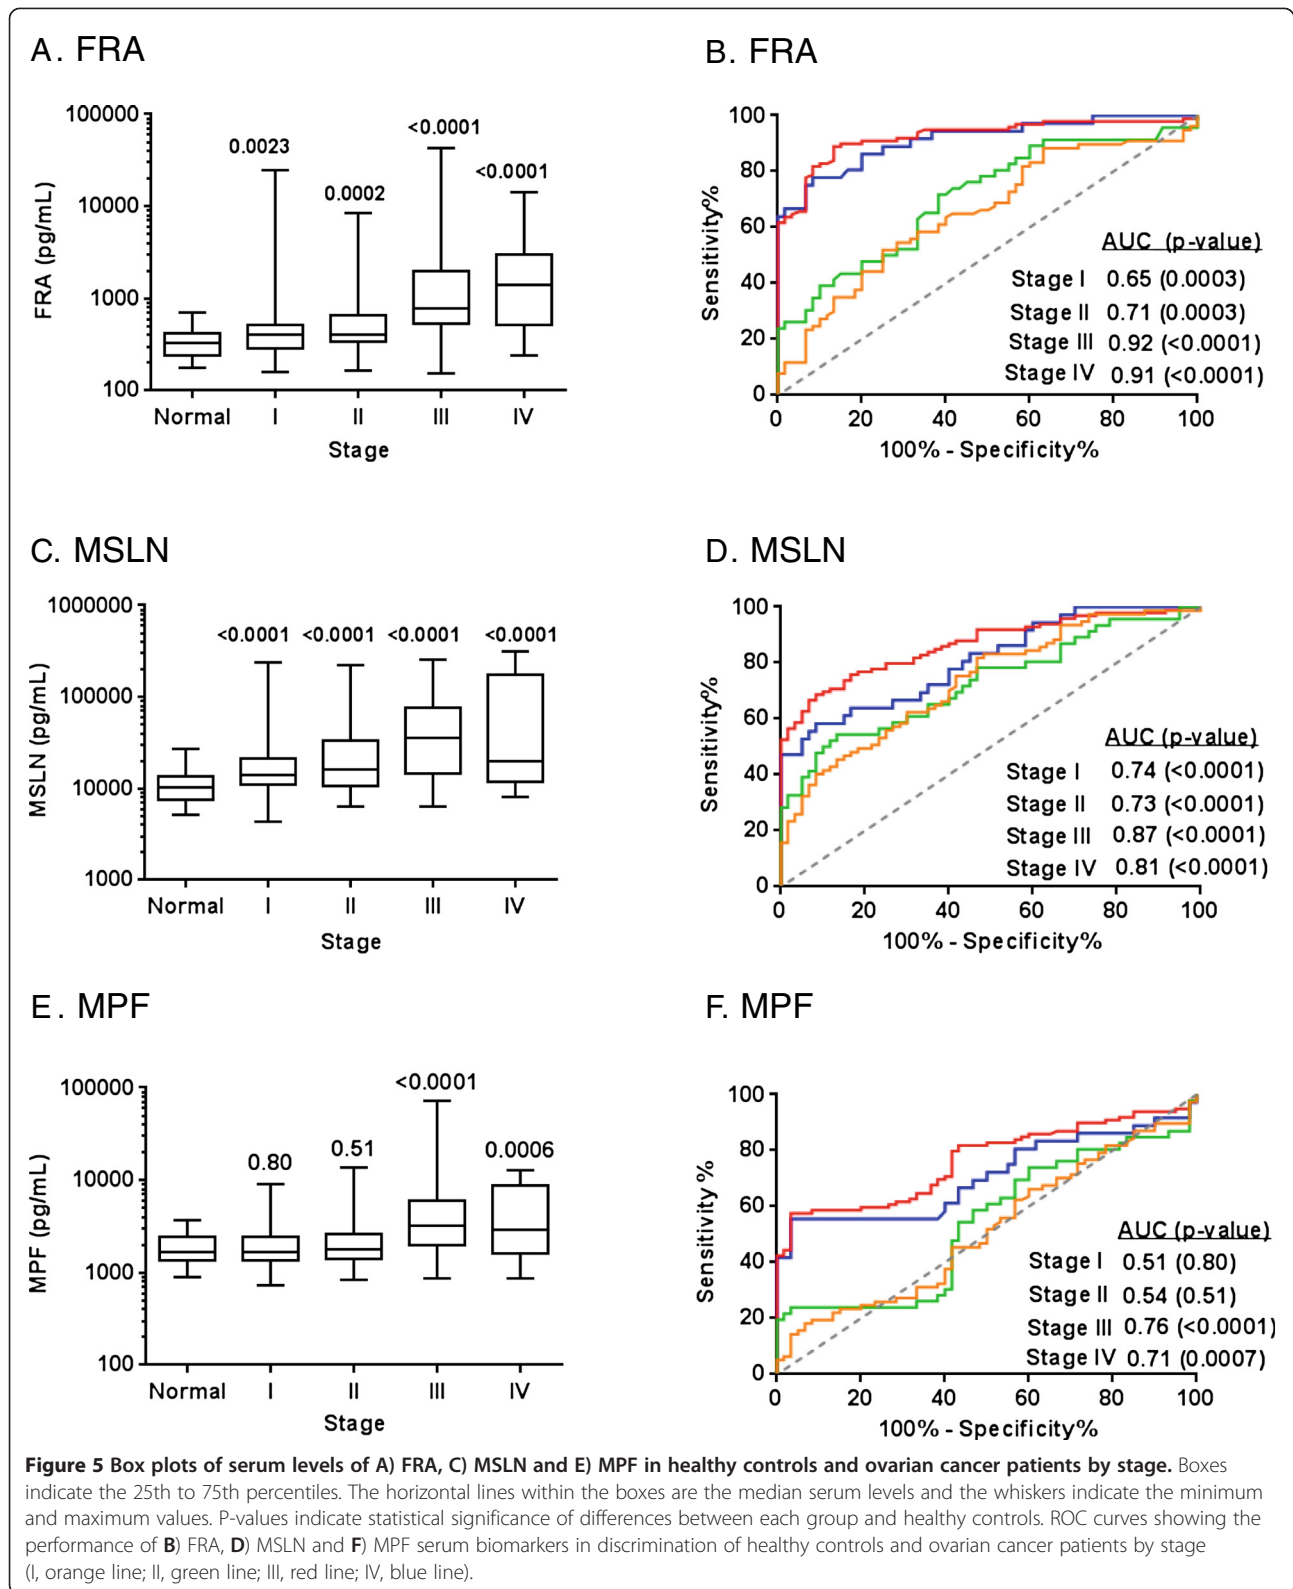 A. FRA
100000
10000
1000
100
FRA (pg/mL)
0.0023
0.0002
<0.0001
<0.0001
Normal I II III IV
Stage
B. FRA
100
80
60
40
20
0
Sensitivity%
AUC (p-value)
Stage I 0.65 (0.0003)
Stage II 0.71 (0.0003)
Stage III 0.92 (<0.0001)
Stage IV 0.91 (<0.0001)
0 20 40 60 80 100
100% - Specificity%
C. MSLN
1000000
100000
10000
1000
MSLN (pg/mL)
<0.0001 <0.0001 <0.0001 <0.0001
Normal I II III IV
Stage
D. MSLN
100
80
60
40
20
0
Sensitivity%
AUC (p-value)
Stage I 0.74 (<0.0001)
Stage II 0.73 (<0.0001)
Stage III 0.87 (<0.0001)
Stage IV 0.81 (<0.0001)
0 20 40 60 80 100
100% - Specificity%
E. MPF
100000
10000
1000
100
MPF (pg/mL)
0.80
0.51
<0.0001
0.0006
Normal I II III IV
Stage
F. MPF
100
80
60
40
20
0
Sensitivity %
AUC (p-value)
Stage I 0.51 (0.80)
Stage II 0.54 (0.51)
Stage III 0.76 (<0.0001)
Stage IV 0.71 (0.0007)
0 20 40 60 80 100
100% - Specificity%
Figure 5 Box plots of serum levels of A) FRA, C) MSLN and E) MPF in healthy controls and ovarian cancer patients by stage. Boxes
indicate the 25th to 75th percentiles. The horizontal lines within the boxes are the median serum levels and the whiskers indicate the minimum
and maximum values. P-values indicate statistical significance of differences between each group and healthy controls. ROC curves showing the
performance of B) FRA, D) MSLN and F) MPF serum biomarkers in discrimination of healthy controls and ovarian cancer patients by stage
(I, orange line; II, green line; III, red line; IV, blue line).